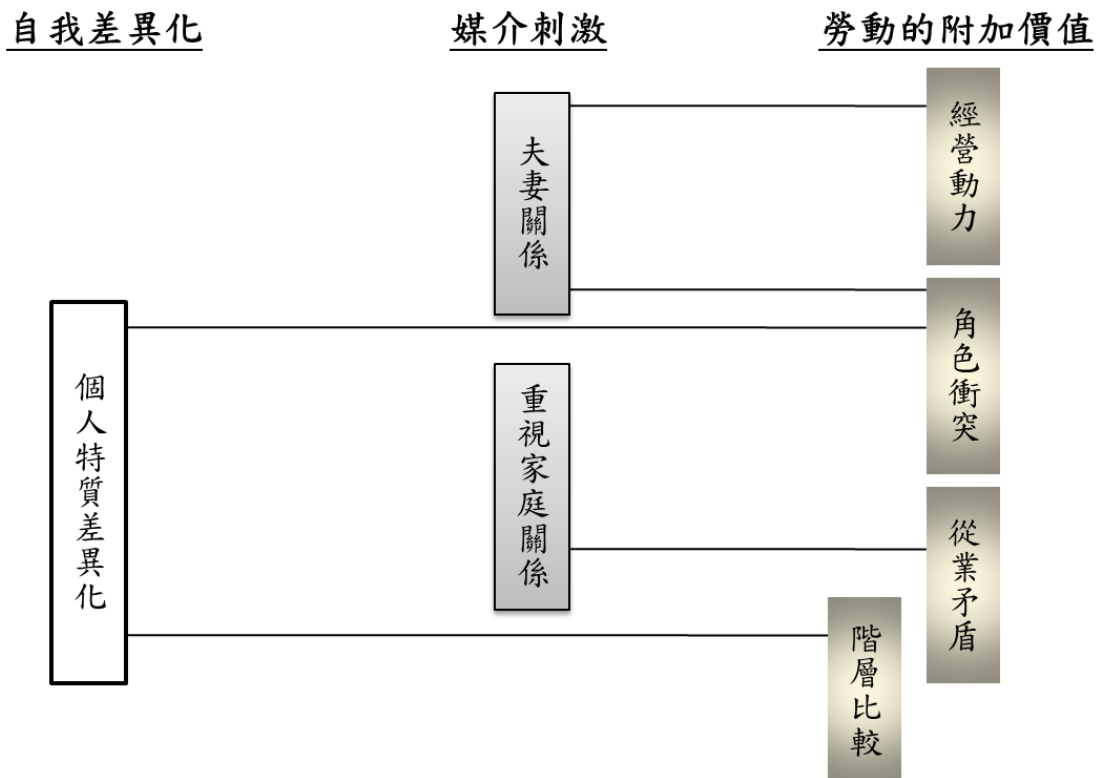 自我差異化
媒介刺激
勞動的附加價值
夫妻關係
經營動力
個人特質差異化
重視家庭關係
角色衝突
從業矛盾
階層比較